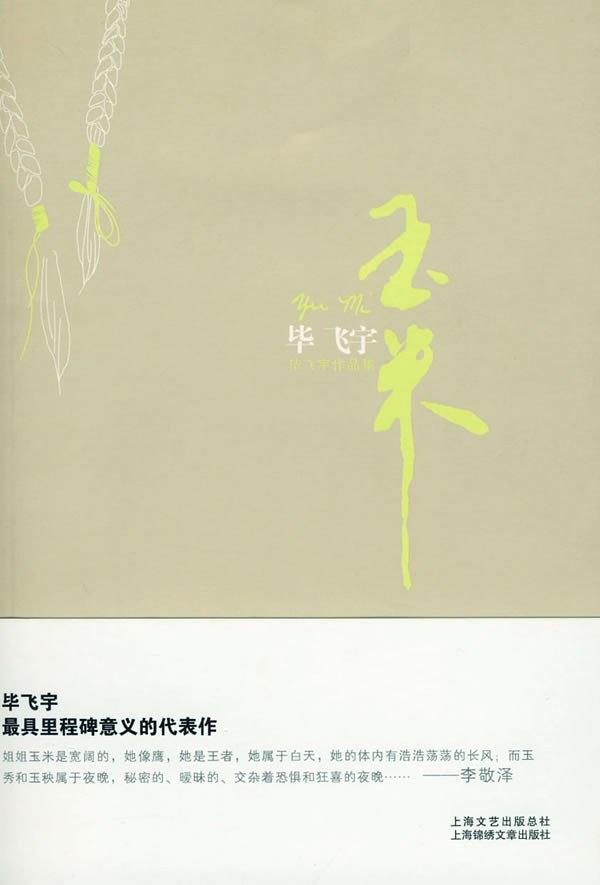 玉米
Yu Mi
毕飞宇
毕飞宇作品集
毕飞宇
最具里程碑意义的代表作
姐姐玉米是宽阔的，她像鹰，她是王者，她属于白天，她的体内有浩浩荡荡的长风；而玉
秀和玉秧属于夜晚，秘密的、暧昧的、交杂着恐惧和狂喜的夜晚…… ——李敬泽
上海文艺出版总社
上海锦绣文章出版社